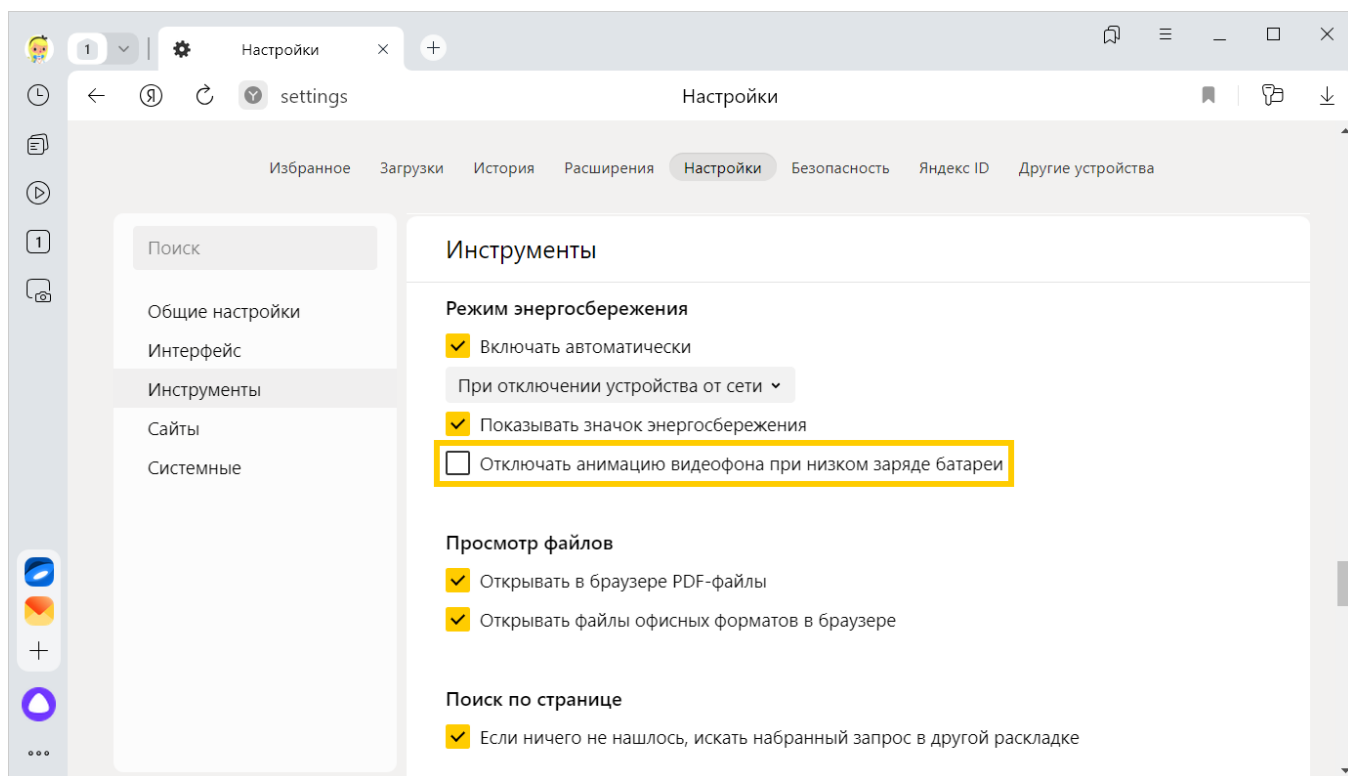 1
Настройки
Я
Y
settings
Настройки
Избранное Загрузки История Расширения Настройки Безопасность Яндекс ID Другие устройства
1
Поиск
Общие настройки
Интерфейс
Инструменты
Сайты
Системные
Инструменты
Режим энергосбережения
Включать автоматически
При отключении устройства от сети
Показывать значок энергосбережения
Отключать анимацию видеофона при низком заряде батареи
Просмотр файлов
Открывать в браузере PDF-файлы
Открывать файлы офисных форматов в браузере
Поиск по странице
Если ничего не нашлось, искать набранный запрос в другой раскладке